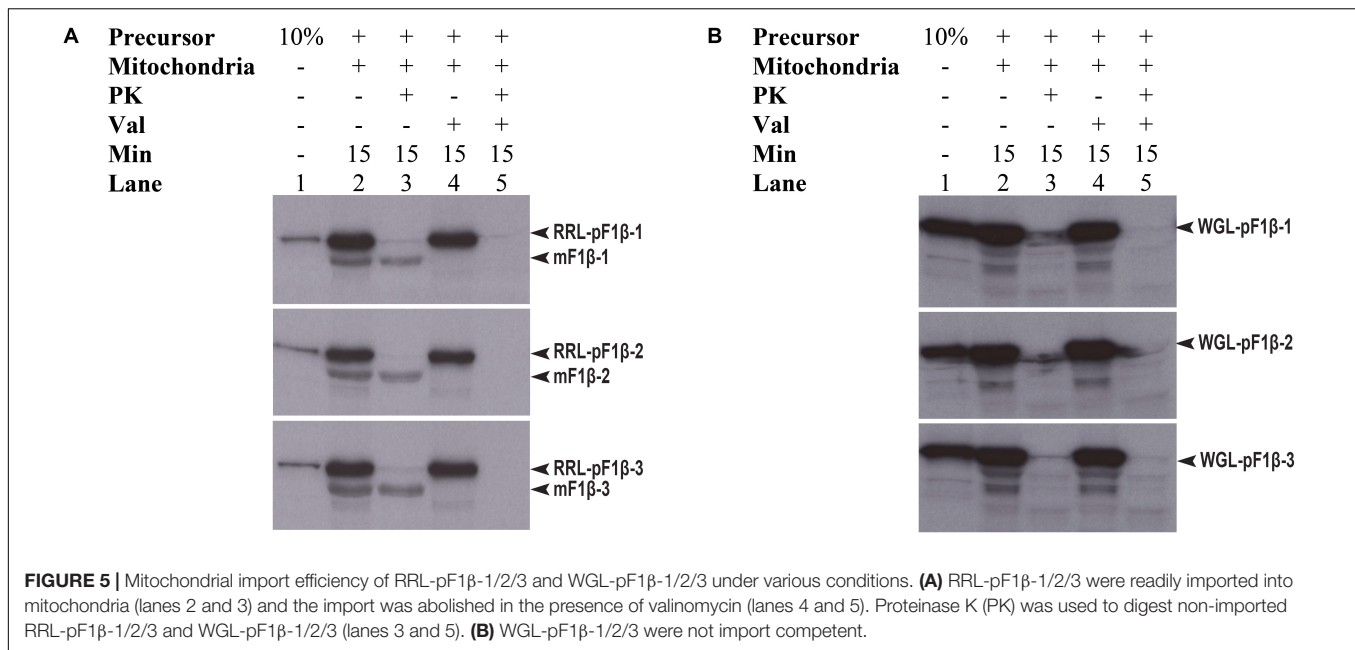 A Precursor 10% + + + +
Mitochondria - + + + +
PK - - + - +
Val - - - + +
Min - 15 15 15 15
Lane 1 2 3 4 5
RRL-pF1β-1
mF1β-1
RRL-pF1β-2
mF1β-2
RRL-pF1β-3
mF1β-3
B Precursor 10% + + + +
Mitochondria - + + + +
PK - - + - +
Val - - - + +
Min - 15 15 15 15
Lane 1 2 3 4 5
WGL-pF1β-1
WGL-pF1β-2
WGL-pF1β-3
FIGURE 5 | Mitochondrial import efficiency of RRL-pF1β-1/2/3 and WGL-pF1β-1/2/3 under various conditions. (A) RRL-pF1β-1/2/3 were readily imported into
mitochondria (lanes 2 and 3) and the import was abolished in the presence of valinomycin (lanes 4 and 5). Proteinase K (PK) was used to digest non-imported
RRL-pF1β-1/2/3 and WGL-pF1β-1/2/3 (lanes 3 and 5). (B) WGL-pF1β-1/2/3 were not import competent.